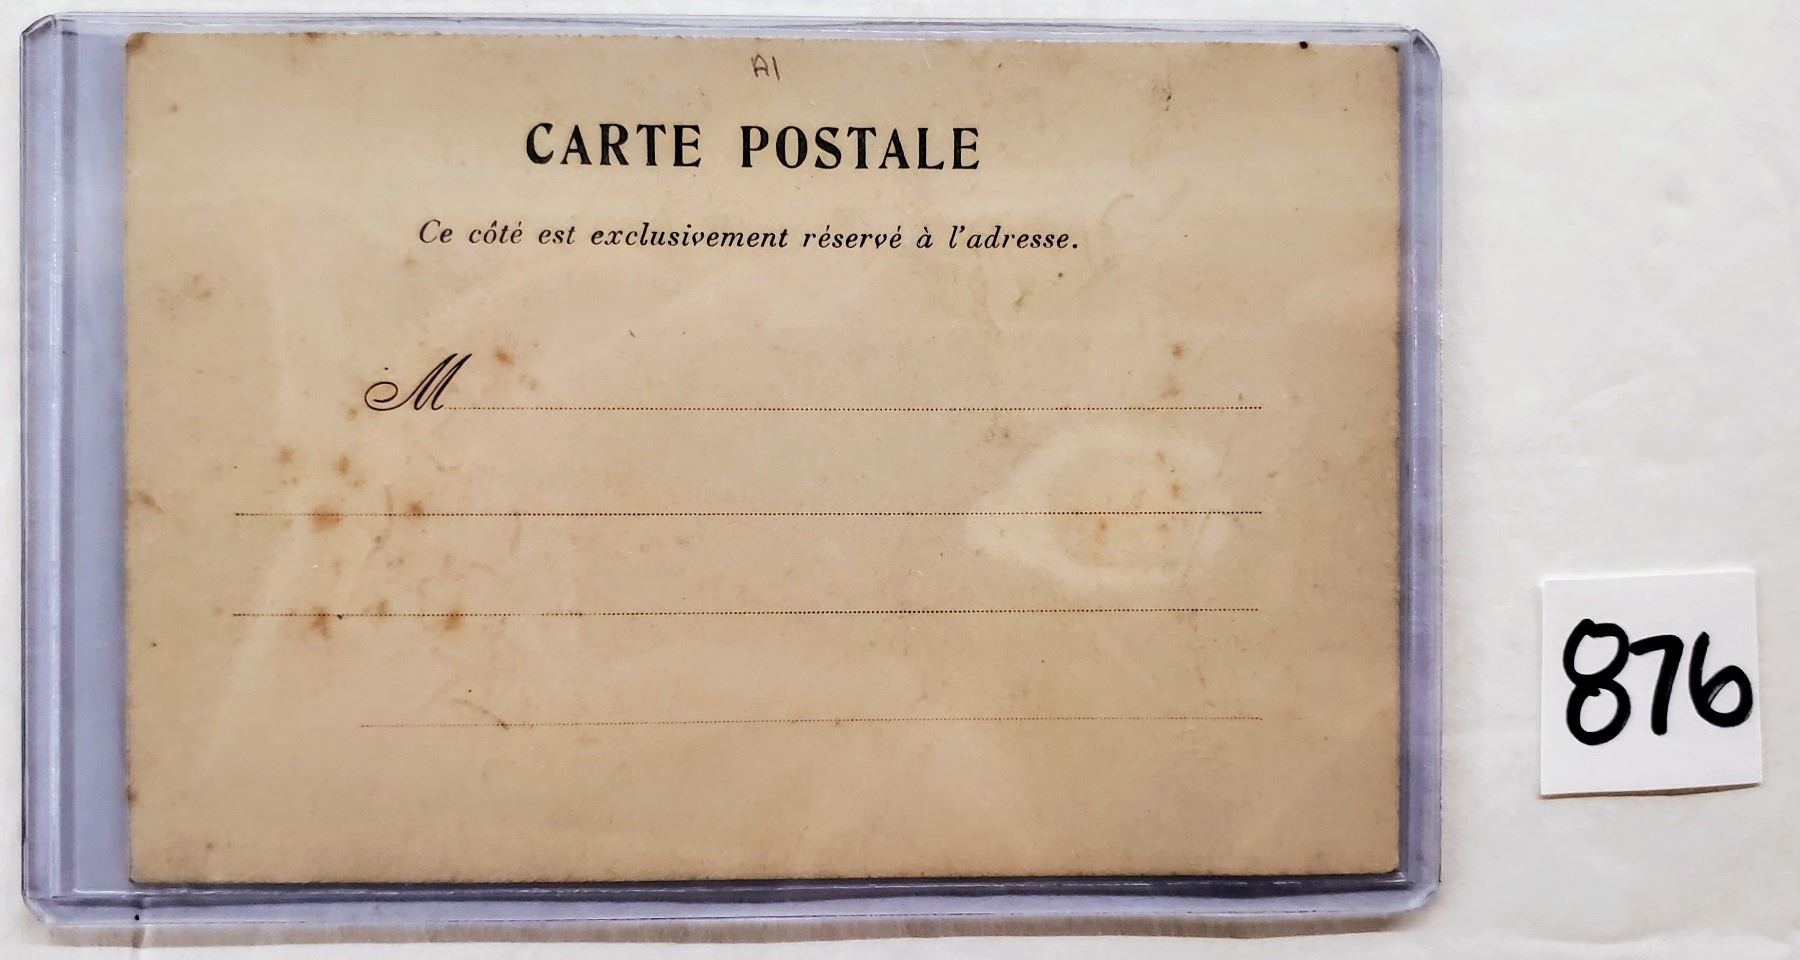 A1
CARTE POSTALE
Ce côté est exclusivement réservé à l'adresse.
M
876